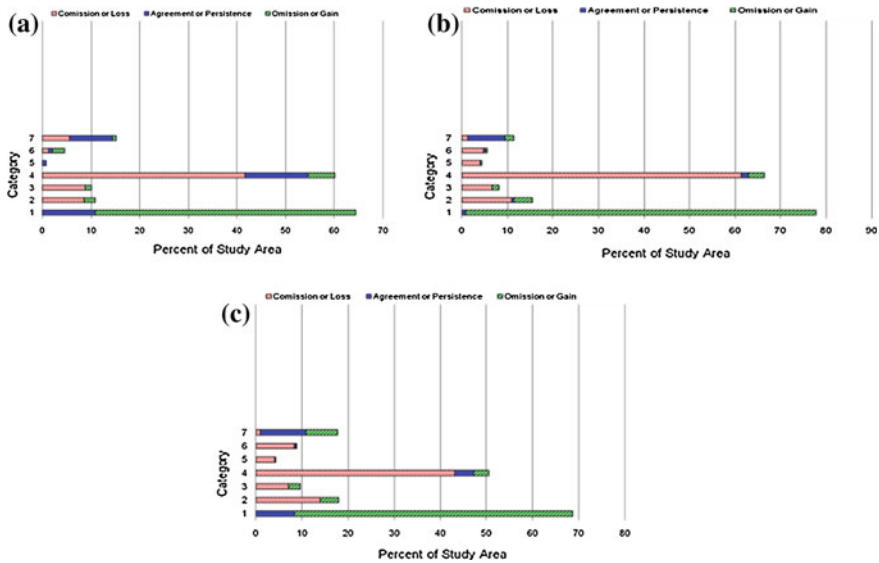 (a)
Comission or Loss Agreement or Persistence Omission or Gain
Category
7
6
5
4
3
2
1
0 10 20 30 40 50 60 70
Percent of Study Area
(b)
Comission or Loss Agreement or Persistence Omission or Gain
Category
7
6
5
4
3
2
1
0 10 20 30 40 50 60 70 80 90
Percent of Study Area
(c)
Comission or Loss Agreement or Persistence Omission or Gain
Category
7
6
5
4
3
2
1
0 10 20 30 40 50 60 70 80
Percent of Study Area